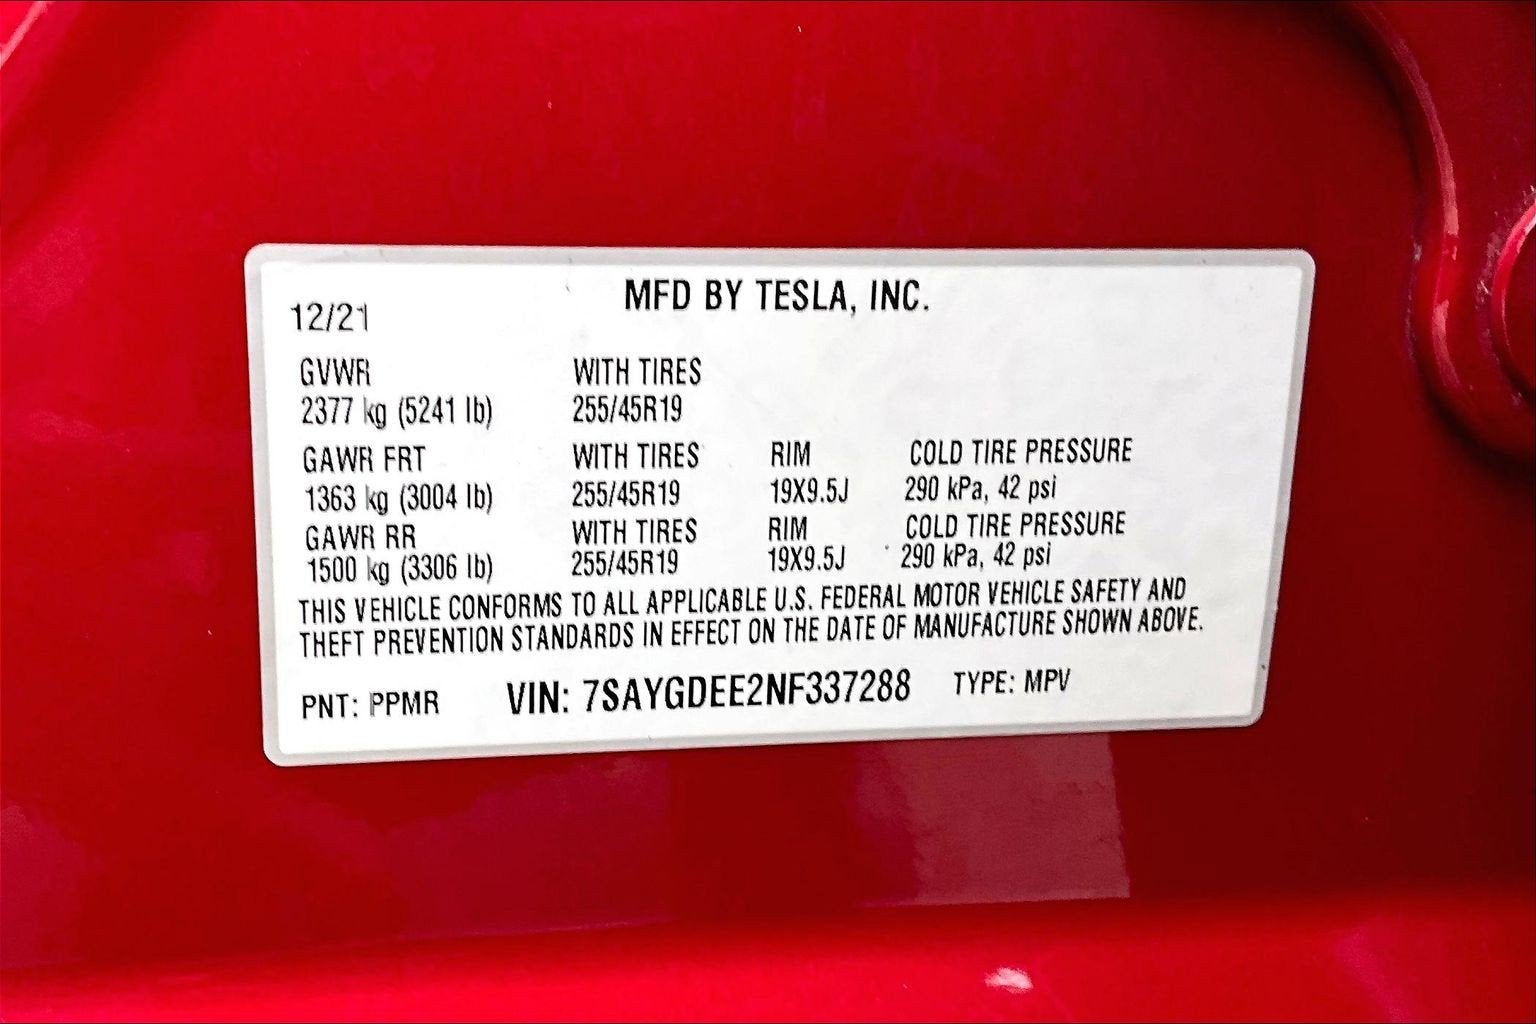 MFD BY TESLA, INC.
12/21
GVWR WITH TIRES
2377 kg (5241 lb) 255/45R19
GAWR FRT WITH TIRES RIM COLD TIRE PRESSURE
1363 kg (3004 lb) 255/45R19 19X9.5J 290 kPa, 42 psi
GAWR RR WITH TIRES RIM COLD TIRE PRESSURE
1500 kg (3306 lb) 255/45R19 19X9.5J 290 kPa, 42 psi
THIS VEHICLE CONFORMS TO ALL APPLICABLE U.S. FEDERAL MOTOR VEHICLE SAFETY AND
THEFT PREVENTION STANDARDS IN EFFECT ON THE DATE OF MANUFACTURE SHOWN ABOVE.
PNT: PPMR VIN: 7SAYGDEE2NF337288 TYPE: MPV